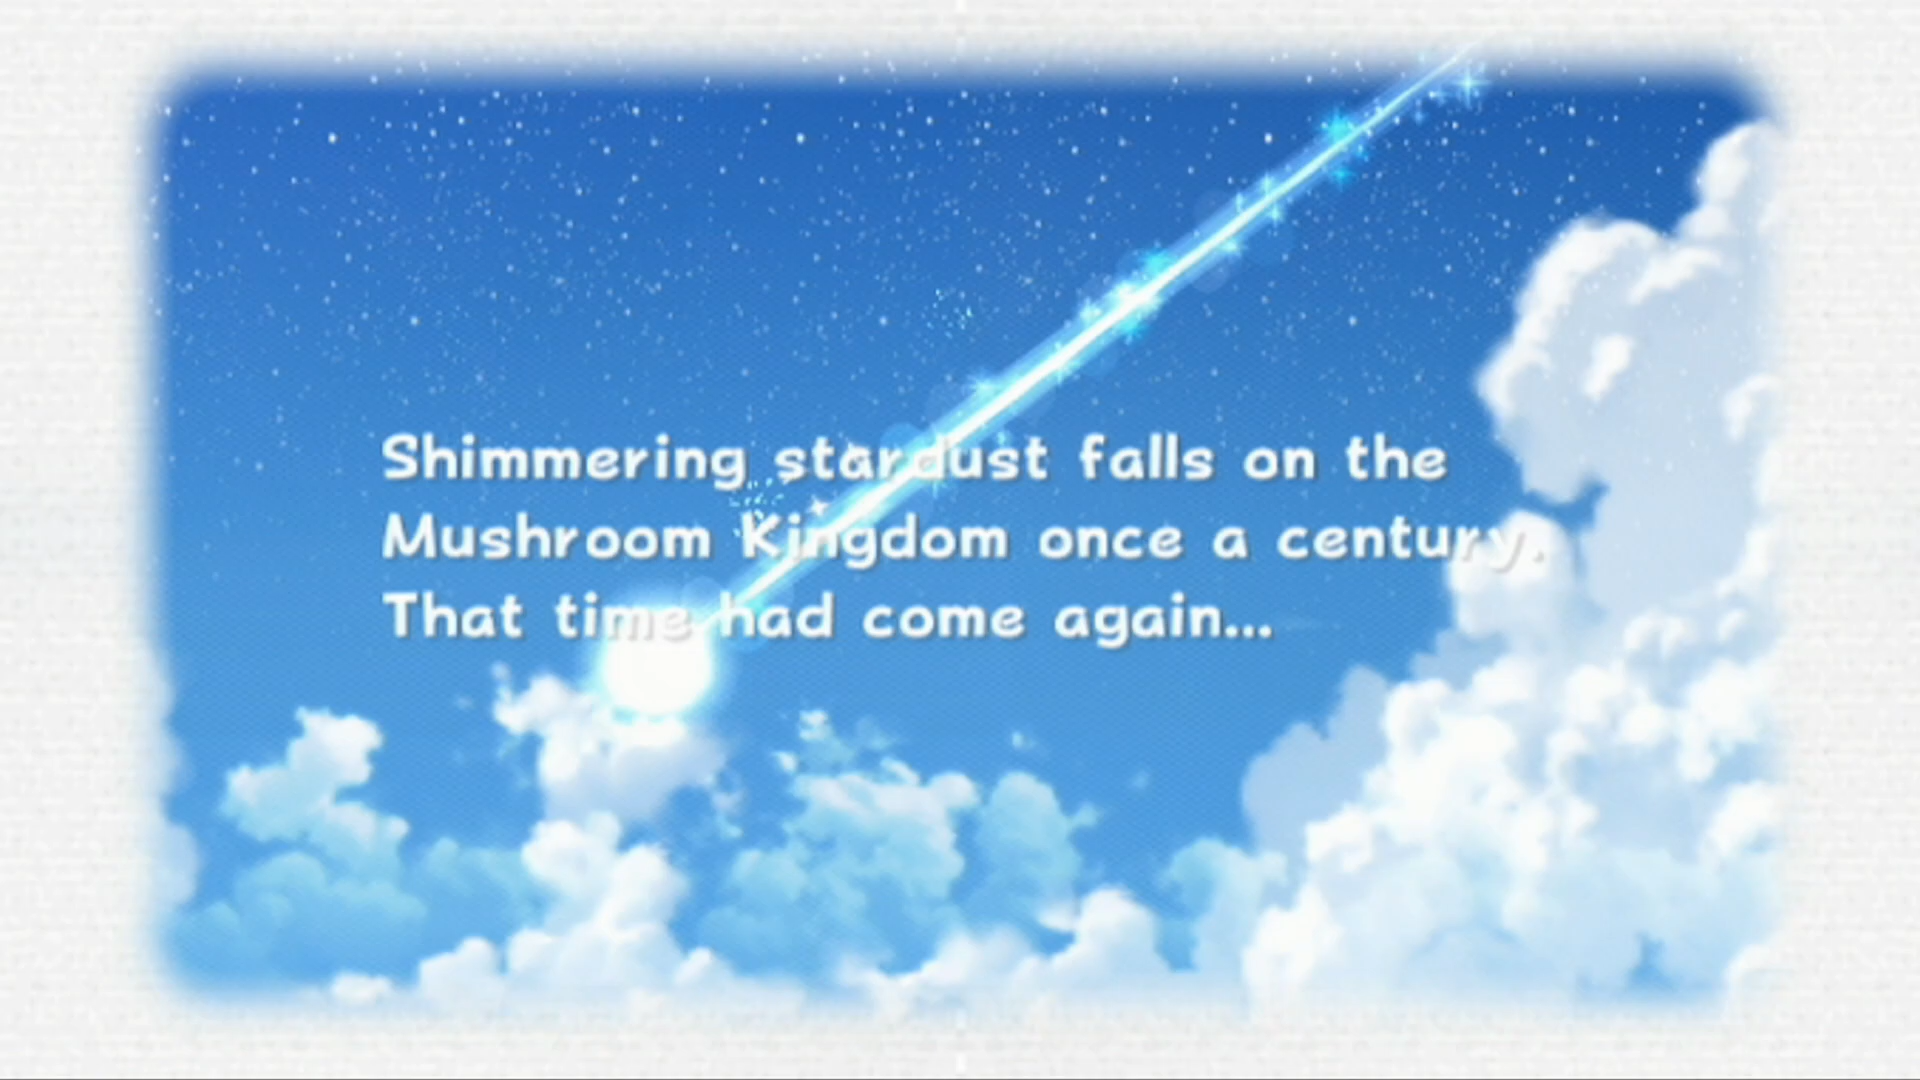 Shimmering stardust falls on the
Mushroom Kingdom once a century.
That time had come again...